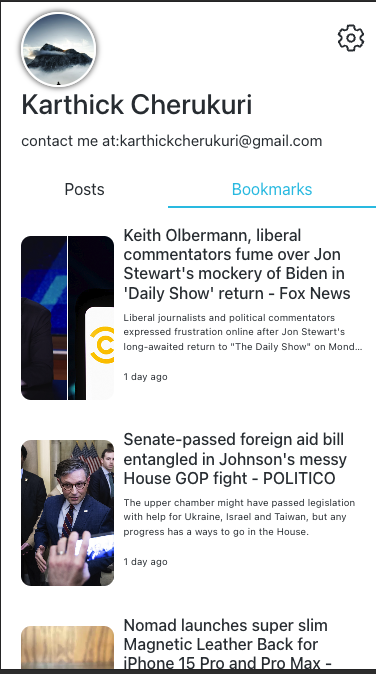 Karthick Cherukuri
contact me at:karthickcherukuri@gmail.com
Posts
Bookmarks
Keith Olbermann, liberal
commentators fume over Jon
Stewart's mockery of Biden in
'Daily Show' return - Fox News
Liberal journalists and political commentators
expressed frustration online after Jon Stewart's
long-awaited return to "The Daily Show" on Mond...
1 day ago
Senate-passed foreign aid bill
entangled in Johnson's messy
House GOP fight - POLITICO
The upper chamber might have passed legislation
with help for Ukraine, Israel and Taiwan, but any
progress has a ways to go in the House.
1 day ago
Nomad launches super slim
Magnetic Leather Back for
iPhone 15 Pro and Pro Max -